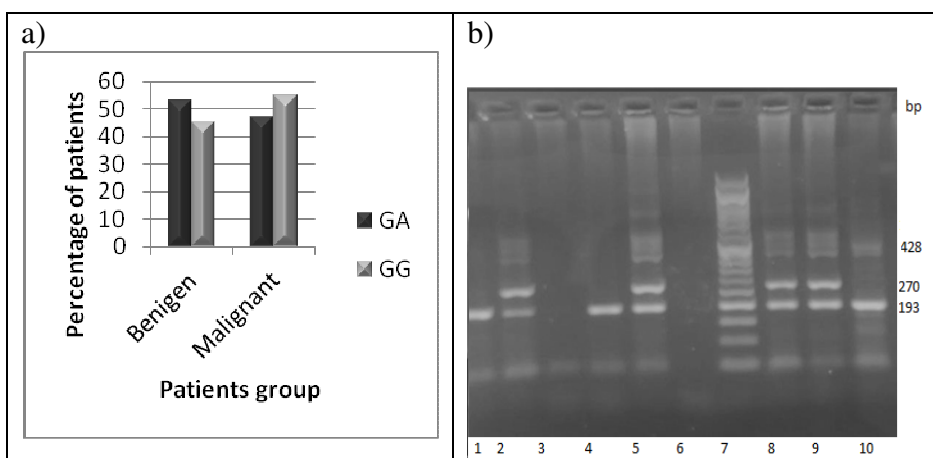 a)
60
50
40
30
20
10
0
Percentage of patients
Benigen
Malignant
Patients group
GA
GG
b)
bp
428
270
193
1 2 3 4 5 6 7 8 9 10